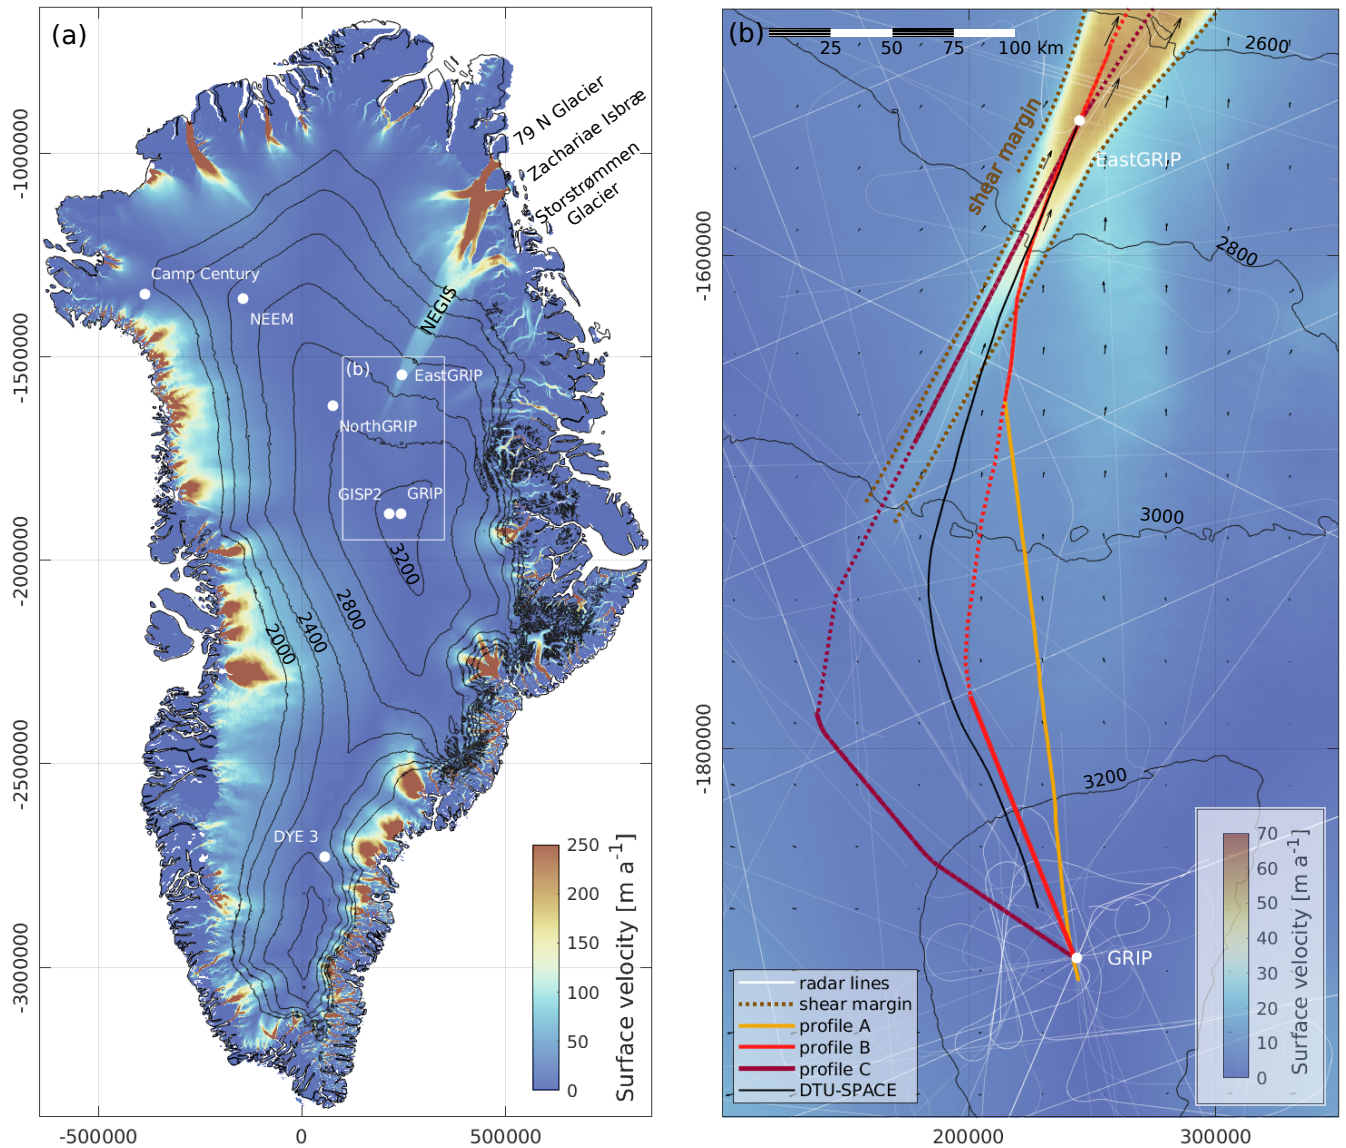 (a)
79 N Glacier
Zachariae Isbræ
Storstrømmen
Glacier
Camp Century
NEEM
NEGIS
(b)
EastGRIP
NorthGRIP
GISP2
GRIP
3200
2800
2400
2000
DYE 3
-1000000
-1500000
-2000000
-2500000
-3000000
-500000
0
500000
250
200
150
100
50
0
Surface velocity [m a-1]
(b)
25
50
75
100 km
2600
shear margin
EastGRIP
2800
3000
3200
GRIP
-1600000
-1800000
200000
300000
radar lines
shear margin
profile A
profile B
profile C
DTU-SPACE
70
60
50
40
30
20
10
0
Surface velocity [m a-1]